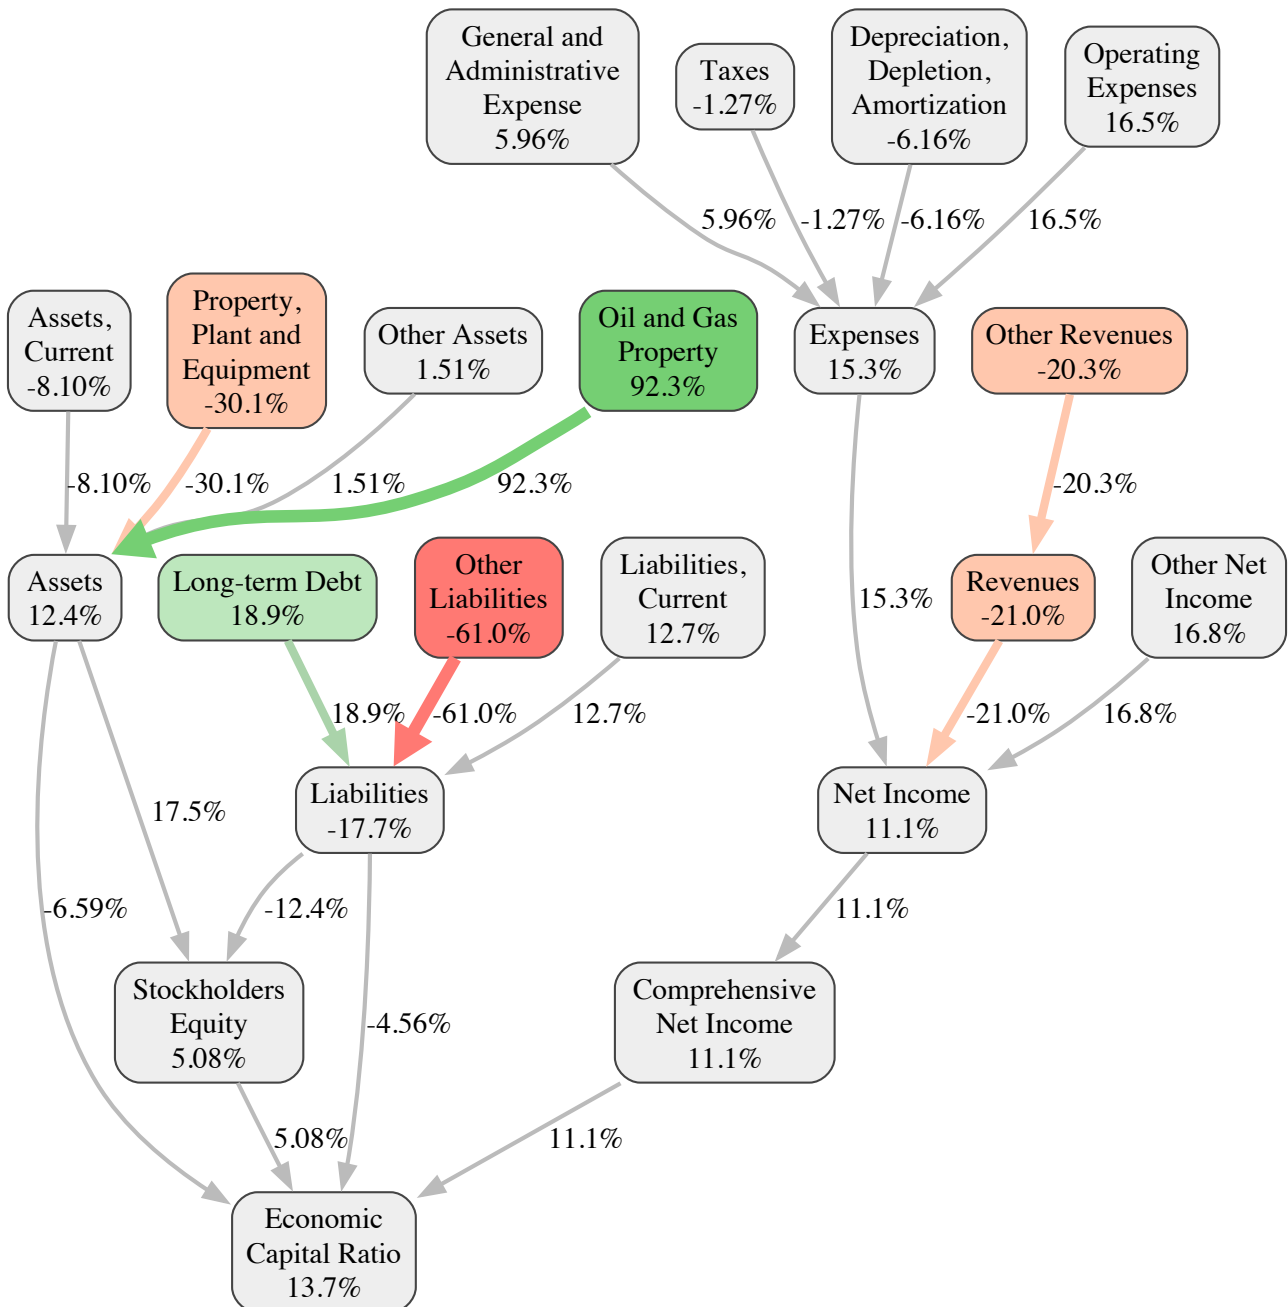 General and
Administrative
Expense
5.96%
Taxes
-1.27%
Depreciation,
Depletion,
Amortization
-6.16%
Operating
Expenses
16.5%
5.96%
-1.27%
-6.16%
16.5%
Assets,
Current
-8.10%
Property,
Plant and
Equipment
-30.1%
Other Assets
1.51%
Oil and Gas
Property
92.3%
Expenses
15.3%
Other Revenues
-20.3%
-8.10%
-30.1%
1.51%
92.3%
-20.3%
Assets
12.4%
Long-term Debt
18.9%
Other
Liabilities
-61.0%
Liabilities,
Current
12.7%
15.3%
Revenues
-21.0%
Other Net
Income
16.8%
18.9%
-61.0%
12.7%
-21.0%
16.8%
17.5%
Liabilities
-17.7%
Net Income
11.1%
-6.59%
-12.4%
11.1%
Stockholders
Equity
5.08%
-4.56%
Comprehensive
Net Income
11.1%
5.08%
11.1%
Economic
Capital Ratio
13.7%